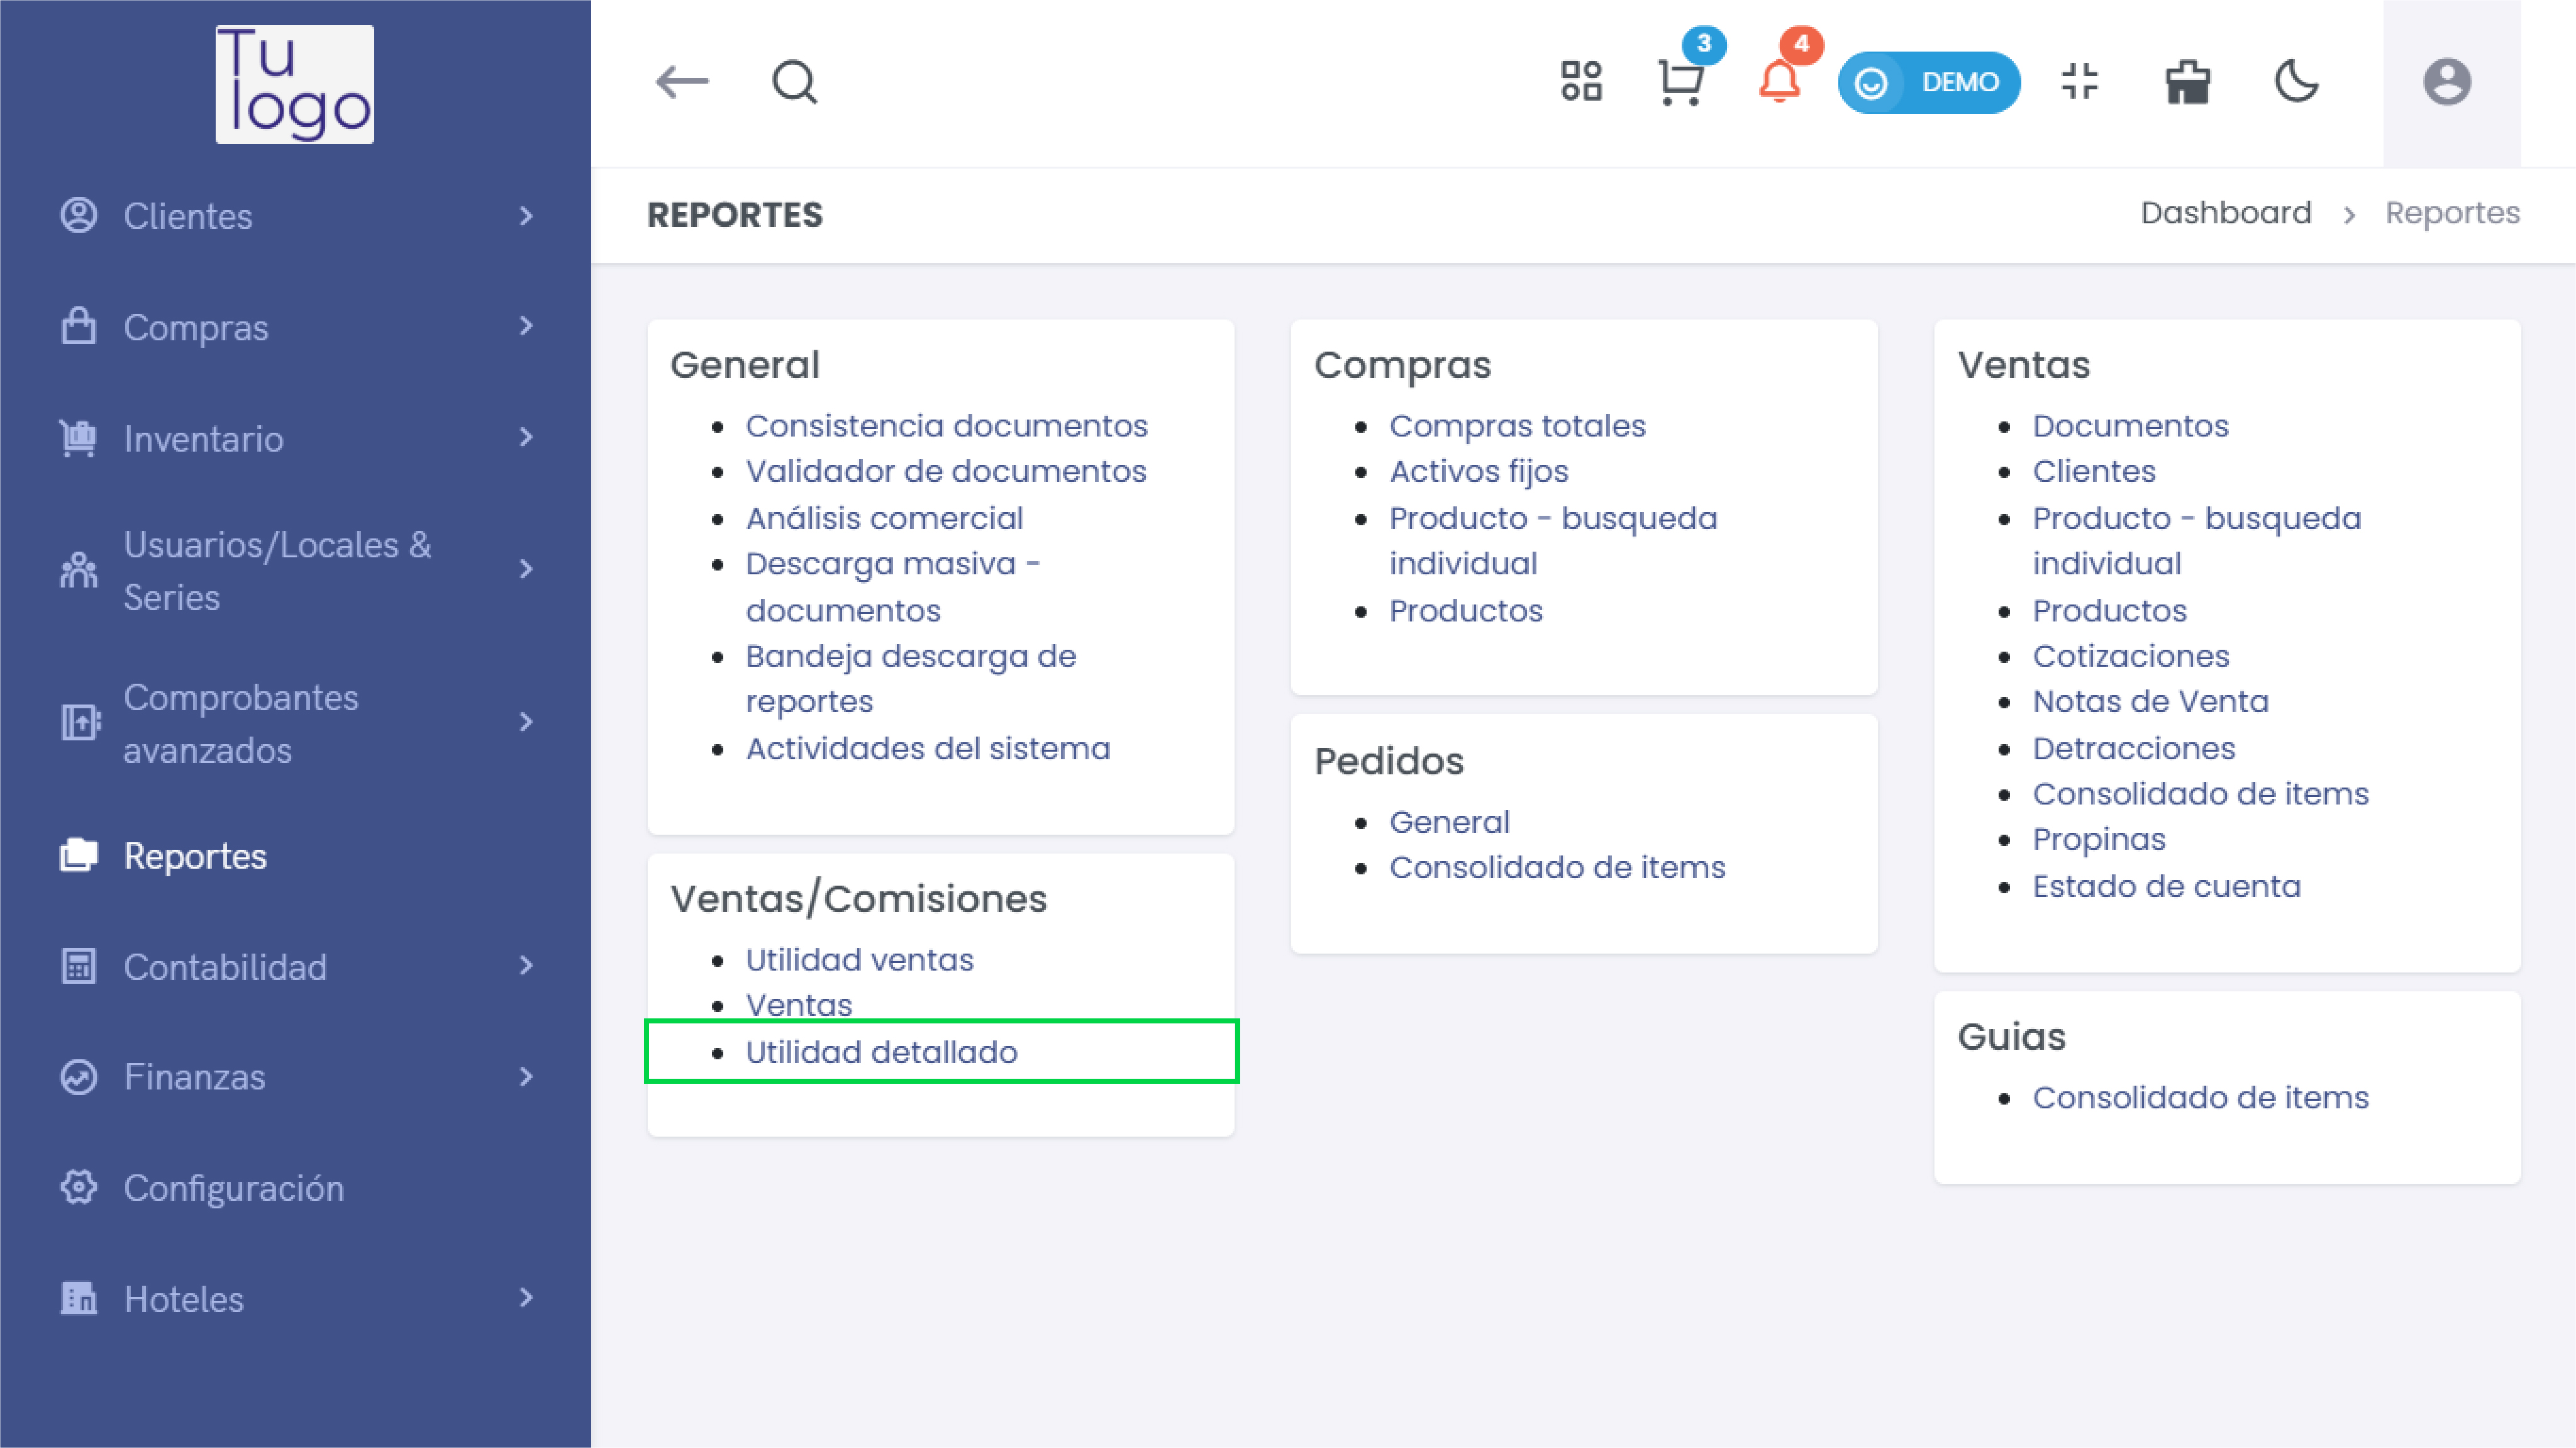 Tu
logo
Clientes
Compras
Inventario
Usuarios/Locales &
Series
Comprobantes
avanzados
Reportes
Contabilidad
Finanzas
Configuración
Hoteles
3
4
DEMO
REPORTES
Dashboard > Reportes
General
Consistencia documentos
Validador de documentos
Análisis comercial
Descarga masiva -
documentos
Bandeja descarga de
reportes
Actividades del sistema
Ventas/Comisiones
Utilidad ventas
Ventas
Utilidad detallado
Compras
Compras totales
Activos fijos
Producto - busqueda
individual
Productos
Pedidos
General
Consolidado de items
Ventas
Documentos
Clientes
Producto - busqueda
individual
Productos
Cotizaciones
Notas de Venta
Detracciones
Consolidado de items
Propinas
Estado de cuenta
Guias
Consolidado de items